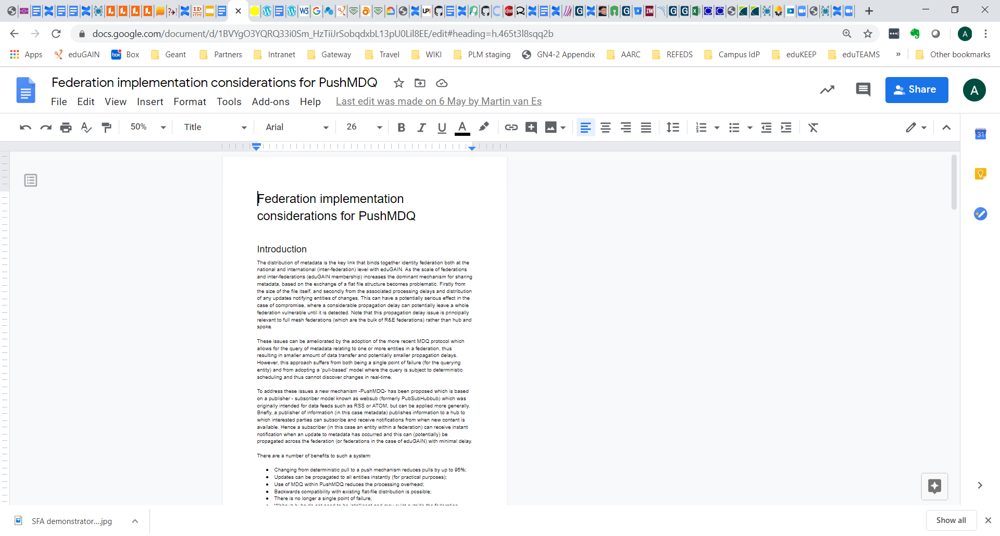 docs.google.com/document/d/1BVYgO3YQRQ33i0Sm_HzTiiJrSobqdxbL13pU0Lil8EE/edit#heading=h.465t3l8sqq2b
Apps eduGAIN Box Geant Partners Intranet Gateway Travel WIKI PLM staging GN4-2 Appendix AARC REFEDS Campus IdP eduKEEP eduTEAMS » Other bookmarks
Federation implementation considerations for PushMDQ
File Edit View Insert Format Tools Add-ons Help Last edit was made on 6 May by Martin van Es
Share
A
50% Title Arial 26 B I U A
31
Federation implementation
considerations for PushMDQ
Introduction
The distribution of metadata is the key link that binds together identity federation both at the
national and international (inter-federation) level with eduGAIN. As the scale of federations
and inter-federations (eduGAIN membership) increases the dominant mechanism for sharing
metadata, based on the exchange of a flat file structure becomes problematic. Firstly from
the size of the file itself, and secondly from the associated processing delays and distribution
of any updates notifying entities of changes. This can have a potentially serious effect in the
case of compromise, where a considerable propagation delay can potentially leave a whole
federation vulnerable until it is detected. Note that this propagation delay issue is principally
relevant to full mesh federations (which are the bulk of R&E federations) rather than hub and
spoke.
These issues can be ameliorated by the adoption of the more recent MDQ protocol which
allows for the query of metadata relating to one or more entities in a federation, thus
resulting in smaller amount of data transfer and potentially smaller propagation delays.
However, this approach suffers from both being a single point of failure (for the querying
entity) and from adopting a 'pull-based' model where the query is subject to deterministic
scheduling and thus cannot discover changes in real-time.
To address these issues a new mechanism -PushMDQ- has been proposed which is based
on a publisher - subscriber model known as websub (formerly PubSubHubbub) which was
originally intended for data feeds such as RSS or ATOM, but can be applied more generally.
Briefly, a publisher of information (in this case metadata) publishes information to a hub to
which interested parties can subscribe and receive notifications from when new content is
available. Hence a subscriber (in this case an entity within a federation) can receive instant
notification when an update to metadata has occurred and this can (potentially) be
propagated across the federation (or federations in the case of eduGAIN) with minimal delay.
There are a number of benefits to such a system:
• Changing from deterministic pull to a push mechanism reduces pulls by up to 95%;
• Updates can be propagated to all entities instantly (for practical purposes);
• Use of MDQ within PushMDQ reduces the processing overhead;
• Backwards compatibility with existing flat-file distribution is possible;
• There is no longer a single point of failure;
SFA demonstrator....jpg
Show all